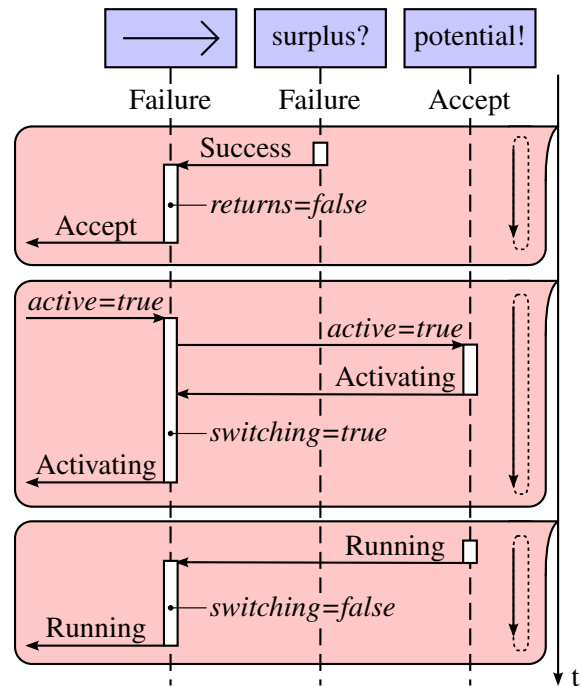 surplus?
potential!
Failure
Failure
Accept
Success
returns=false
Accept
active=true
active=true
Activating
switching=true
Activating
Running
switching=false
Running
t